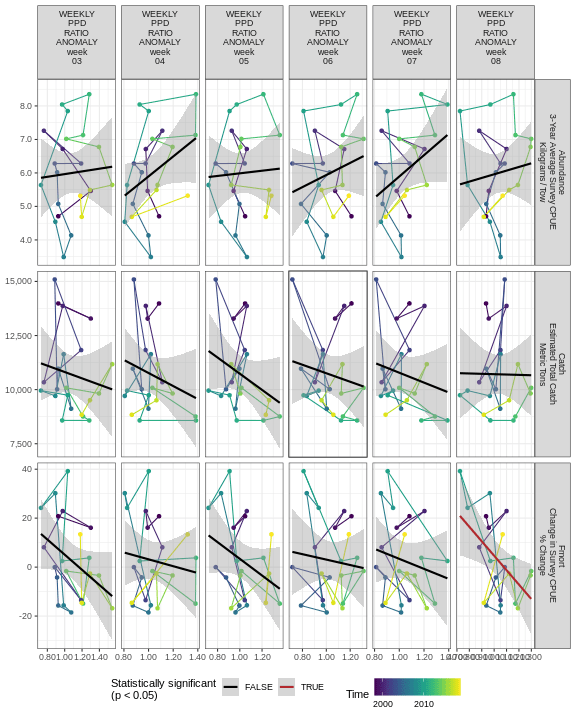 WEEKLY
PPD
RATIO
ANOMALY
week
03
WEEKLY
PPD
RATIO
ANOMALY
week
04
WEEKLY
PPD
RATIO
ANOMALY
week
05
WEEKLY
PPD
RATIO
ANOMALY
week
06
WEEKLY
PPD
RATIO
ANOMALY
week
07
WEEKLY
PPD
RATIO
ANOMALY
week
08
8.0
7.0
6.0
5.0
4.0
Abundance
3-Year Average Survey CPUE
Kilograms / Tow
15,000
12,500
10,000
7,500
Catch
Estimated Total Catch
Metric Tons
40
20
0
-20
Fmort
Change in Survey CPUE
% Change
0.80 1.00 1.20 1.40
0.80 1.00 1.20 1.40
0.80 1.00 1.20
0.80 1.00 1.20
0.80 1.00 1.20
Statistically significant
(p < 0.05)
FALSE
TRUE
Time
2000 2010